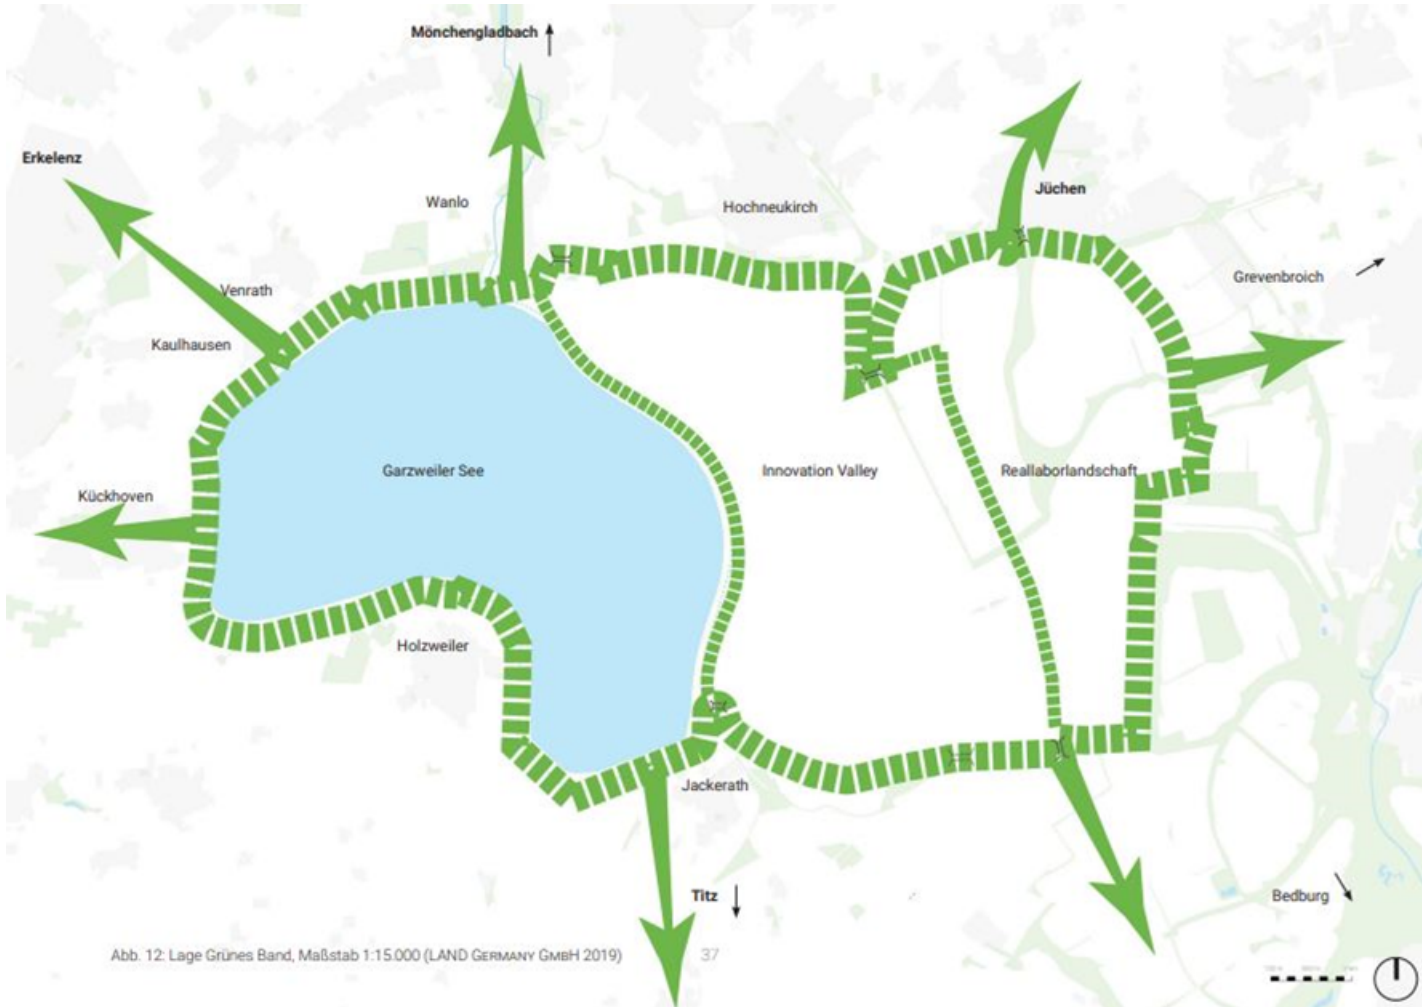 Mönchengladbach
Erkelenz
Wanlo
Hochneukirch
Jüchen
Grevenbroich
Venrath
Kaulhausen
Garzweiler See
Innovation Valley
Reallaborlandschaft
Kückhoven
Holzweiler
Jackerath
Titz
Bedburg
Abb. 12: Lage Grünes Band, Maßstab 1:15.000 (LAND GERMANY GMBH 2019)
37